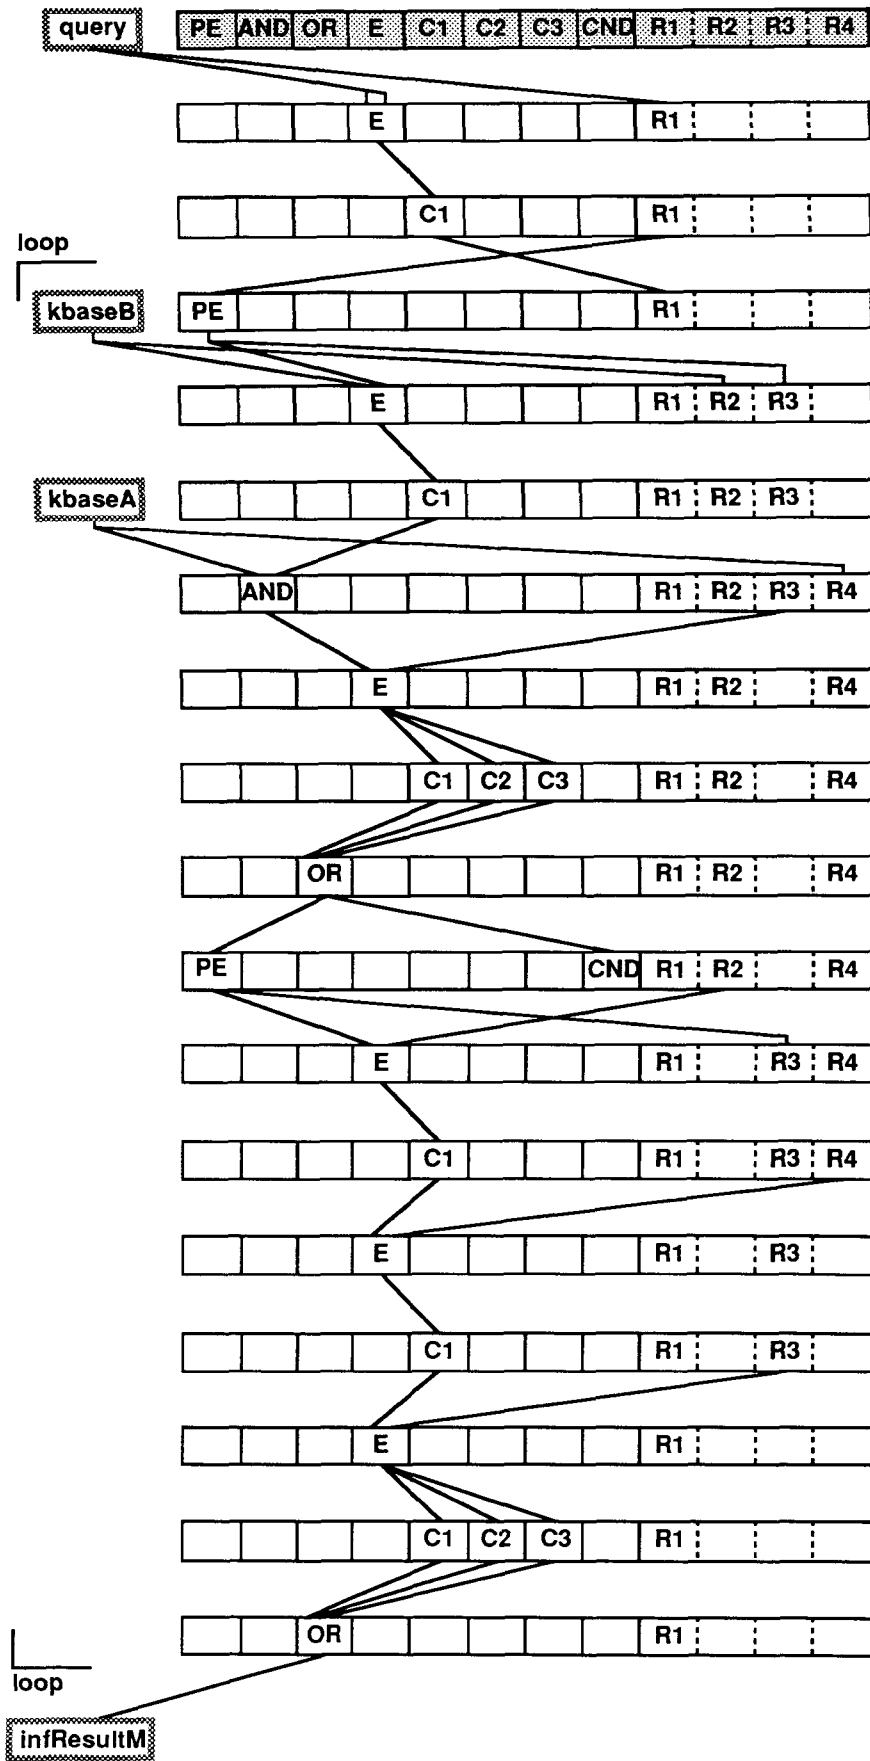 query PE AND OR E C1 C2 C3 CND R1 R2 R3 R4
E R1
C1 R1
loop
kbaseB PE R1
E R1 R2 R3
kbaseA C1 R1 R2 R3
AND R1 R2 R3 R4
E R1 R2 R4
C1 C2 C3 R1 R2 R4
OR R1 R2 R4
PE CND R1 R2 R4
E R1 R3 R4
C1 R1 R3 R4
E R1 R3
C1 R1 R3
E R1
C1 C2 C3 R1
OR R1
loop
infResultM